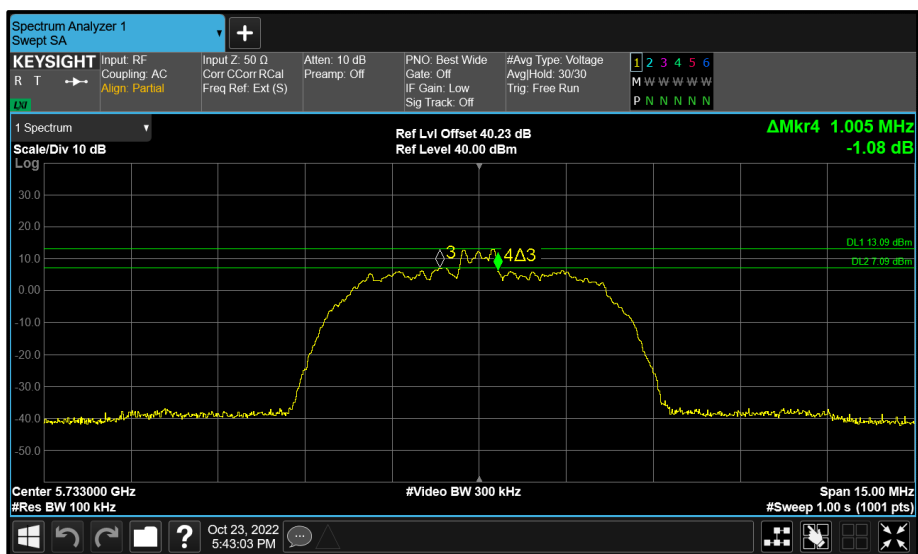 Spectrum Analyzer 1
Swept SA
+
KEYSIGHT
R T
LXI
Input: RF
Coupling: AC
Align: Partial
Input Z: 50 Ω
Corr CCorr RCal
Freq Ref: Ext (S)
Atten: 10 dB
Preamp: Off
PNO: Best Wide
Gate: Off
IF Gain: Low
Sig Track: Off
#Avg Type: Voltage
Avg|Hold: 30/30
Trig: Free Run
1 2 3 4 5 6
M W W W W W
P N N N N N
1 Spectrum
Scale/Div 10 dB
Ref Lvl Offset 40.23 dB
Ref Level 40.00 dBm
ΔMkr4 1.005 MHz
-1.08 dB
Log
30.0
20.0
10.0
0.00
-10.0
-20.0
-30.0
-40.0
-50.0
3
4Δ3
DL1 13.09 dBm
DL2 7.09 dBm
Center 5.733000 GHz
#Res BW 100 kHz
#Video BW 300 kHz
Span 15.00 MHz
#Sweep 1.00 s (1001 pts)
?
Oct 23, 2022
5:43:03 PM